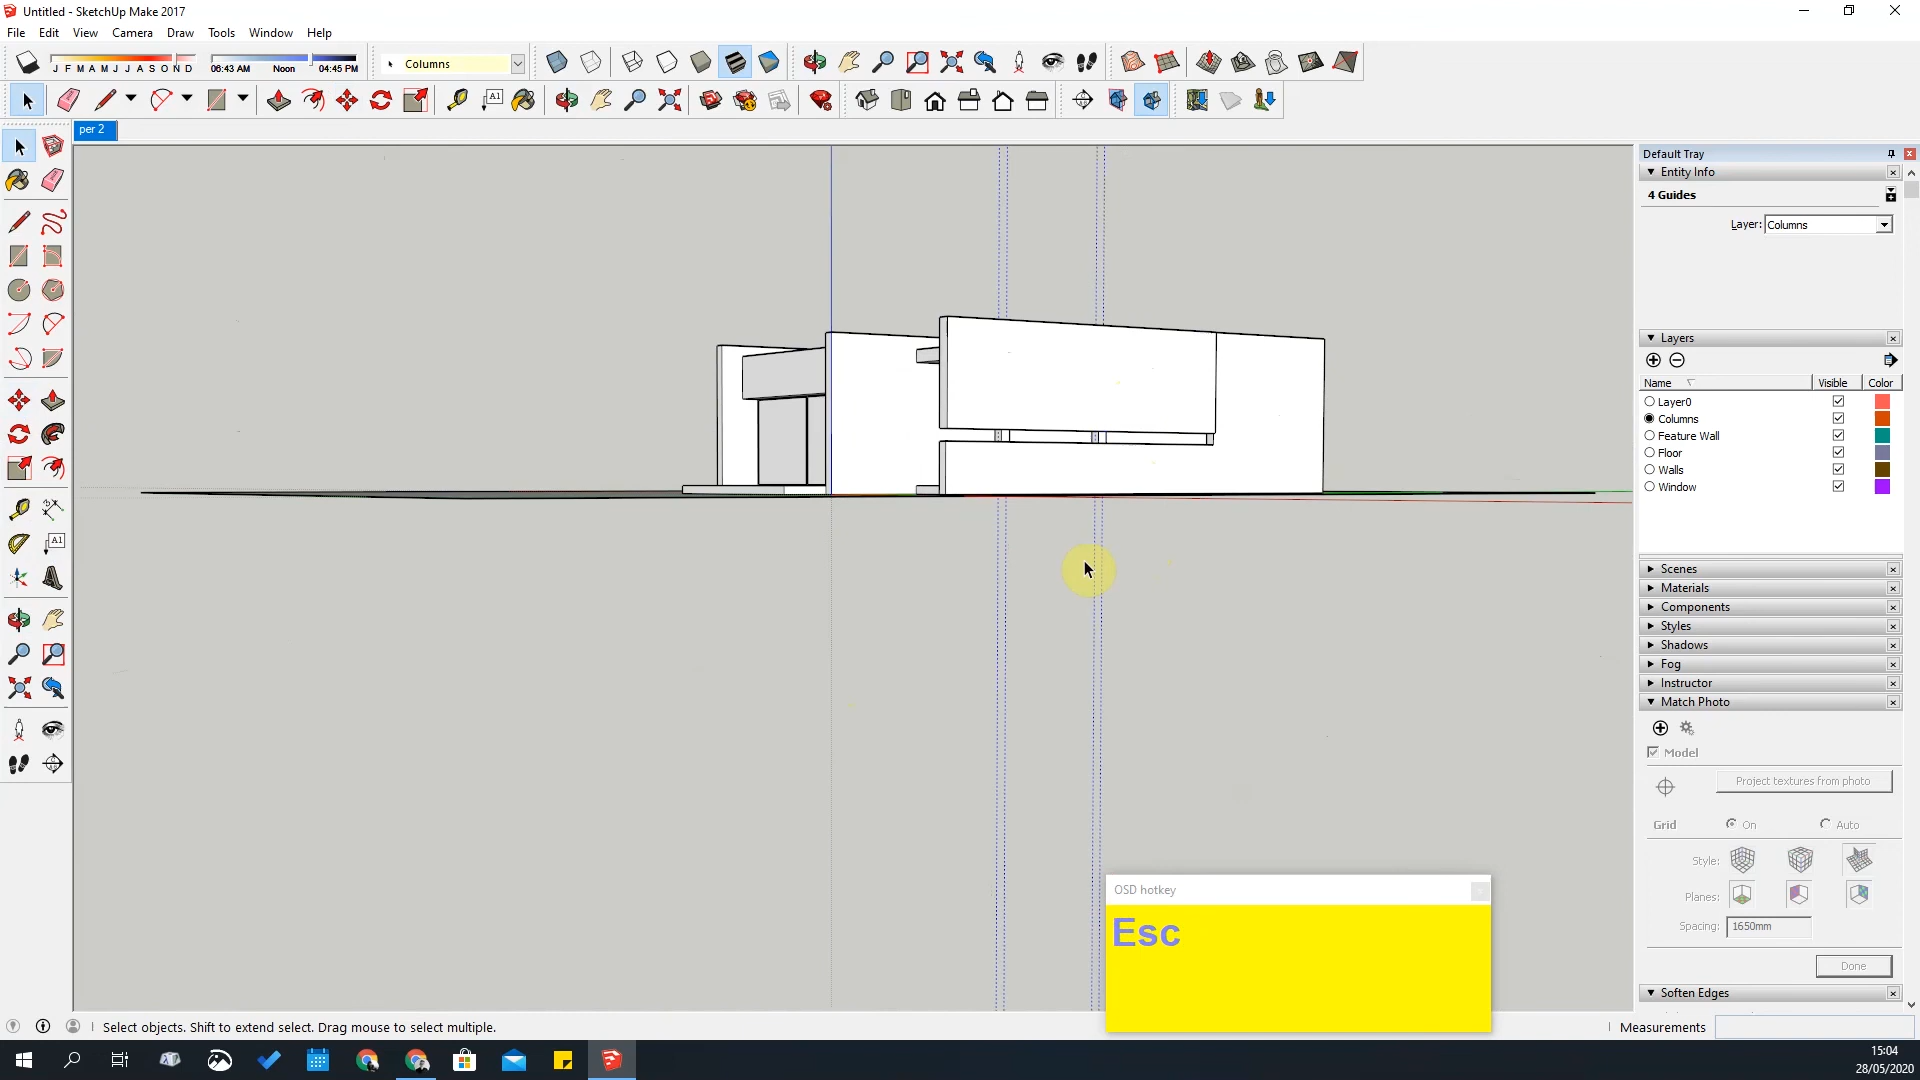 Untitled - SketchUp Make 2017
File Edit View Camera Draw Tools Window Help
J F M A M J J A S O N D
06:43 AM Noon 04:45 PM
Columns
A1
per 2
A1
Default Tray
Entity Info
4 Guides
Layer: Columns
Layers
Name Visible Color
Layer0
Columns
Feature Wall
Floor
Walls
Window
Scenes
Materials
Components
Styles
Shadows
Fog
Instructor
Match Photo
Model
Project textures from photo
Grid On Auto
Style:
Planes:
Spacing: 1650mm
Done
Soften Edges
OSD hotkey
Esc
Select objects. Shift to extend select. Drag mouse to select multiple.
Measurements
15:04
28/05/2020